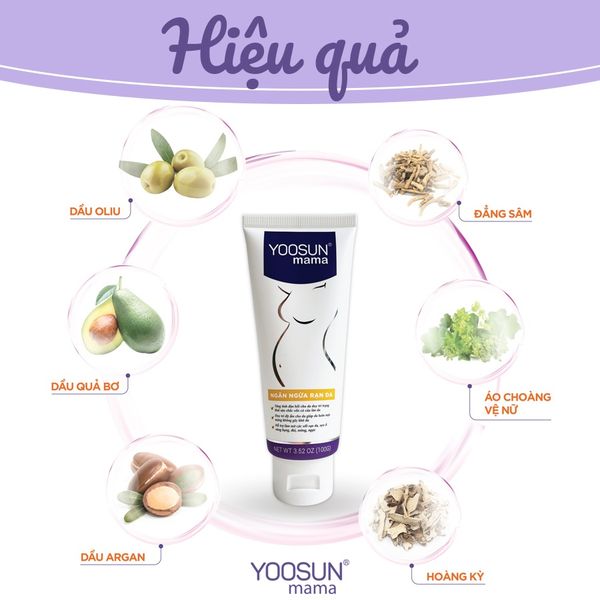 Hiệu quả
DẦU OLIU
ĐẲNG SÂM
YOOSUN®
mama
DẦU QUẢ BƠ
ÁO CHOÀNG
VỆ NỮ
NGĂN NGỪA RẠN DA
NET WT 3.52 OZ (100G)
DẦU ARGAN
HOÀNG KỲ
YOOSUN®
mama